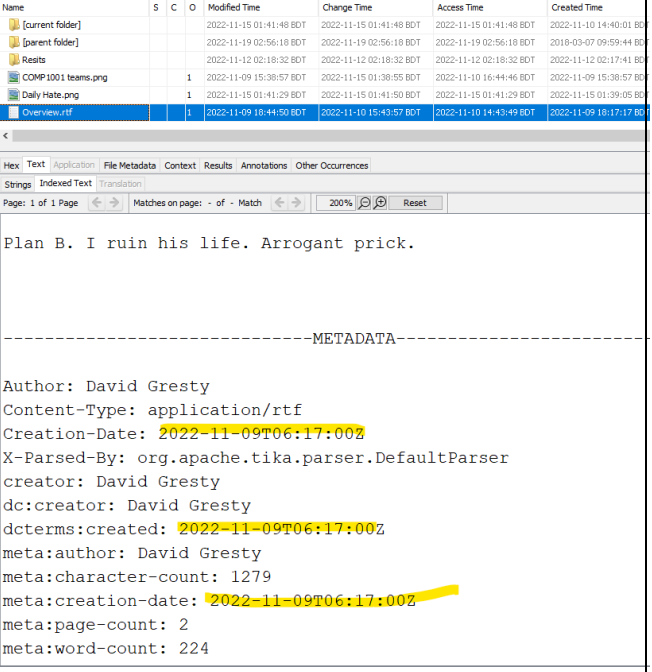 Name S C O Modified Time Change Time Access Time Created Time
[current folder] 2022-11-15 01:41:48 BDT 2022-11-15 01:41:48 BDT 2022-11-15 01:41:48 BDT 2022-11-10 14:40:01 BDT
[parent folder] 2022-11-19 02:56:18 BDT 2022-11-19 02:56:18 BDT 2022-11-19 02:56:18 BDT 2018-03-07 09:59:44 BDT
Resits 2022-11-12 02:18:32 BDT 2022-11-12 02:18:32 BDT 2022-11-12 02:18:32 BDT 2022-11-12 02:17:41 BDT
COMP1001 teams.png 1 2022-11-09 15:38:57 BDT 2022-11-15 01:38:55 BDT 2022-11-10 16:44:46 BDT 2022-11-09 15:38:57 BDT
Daily Hate.png 1 2022-11-15 01:41:29 BDT 2022-11-15 01:41:50 BDT 2022-11-15 01:41:29 BDT 2022-11-15 01:39:05 BDT
Overview.rtf 1 2022-11-09 18:44:50 BDT 2022-11-10 15:43:57 BDT 2022-11-10 14:43:49 BDT 2022-11-09 18:17:17 BDT
Hex Text Application File Metadata Context Results Annotations Other Occurrences
Strings Indexed Text Translation
Page: 1 of 1 Page Matches on page: - of - Match 200% Reset
Plan B. I ruin his life. Arrogant prick.
-----------------------------METADATA------------------------
Author: David Gresty
Content-Type: application/rtf
Creation-Date: 2022-11-09T06:17:00Z
X-Parsed-By: org.apache.tika.parser.DefaultParser
creator: David Gresty
dc:creator: David Gresty
dcterms:created: 2022-11-09T06:17:00Z
meta:author: David Gresty
meta:character-count: 1279
meta:creation-date: 2022-11-09T06:17:00Z
meta:page-count: 2
meta:word-count: 224